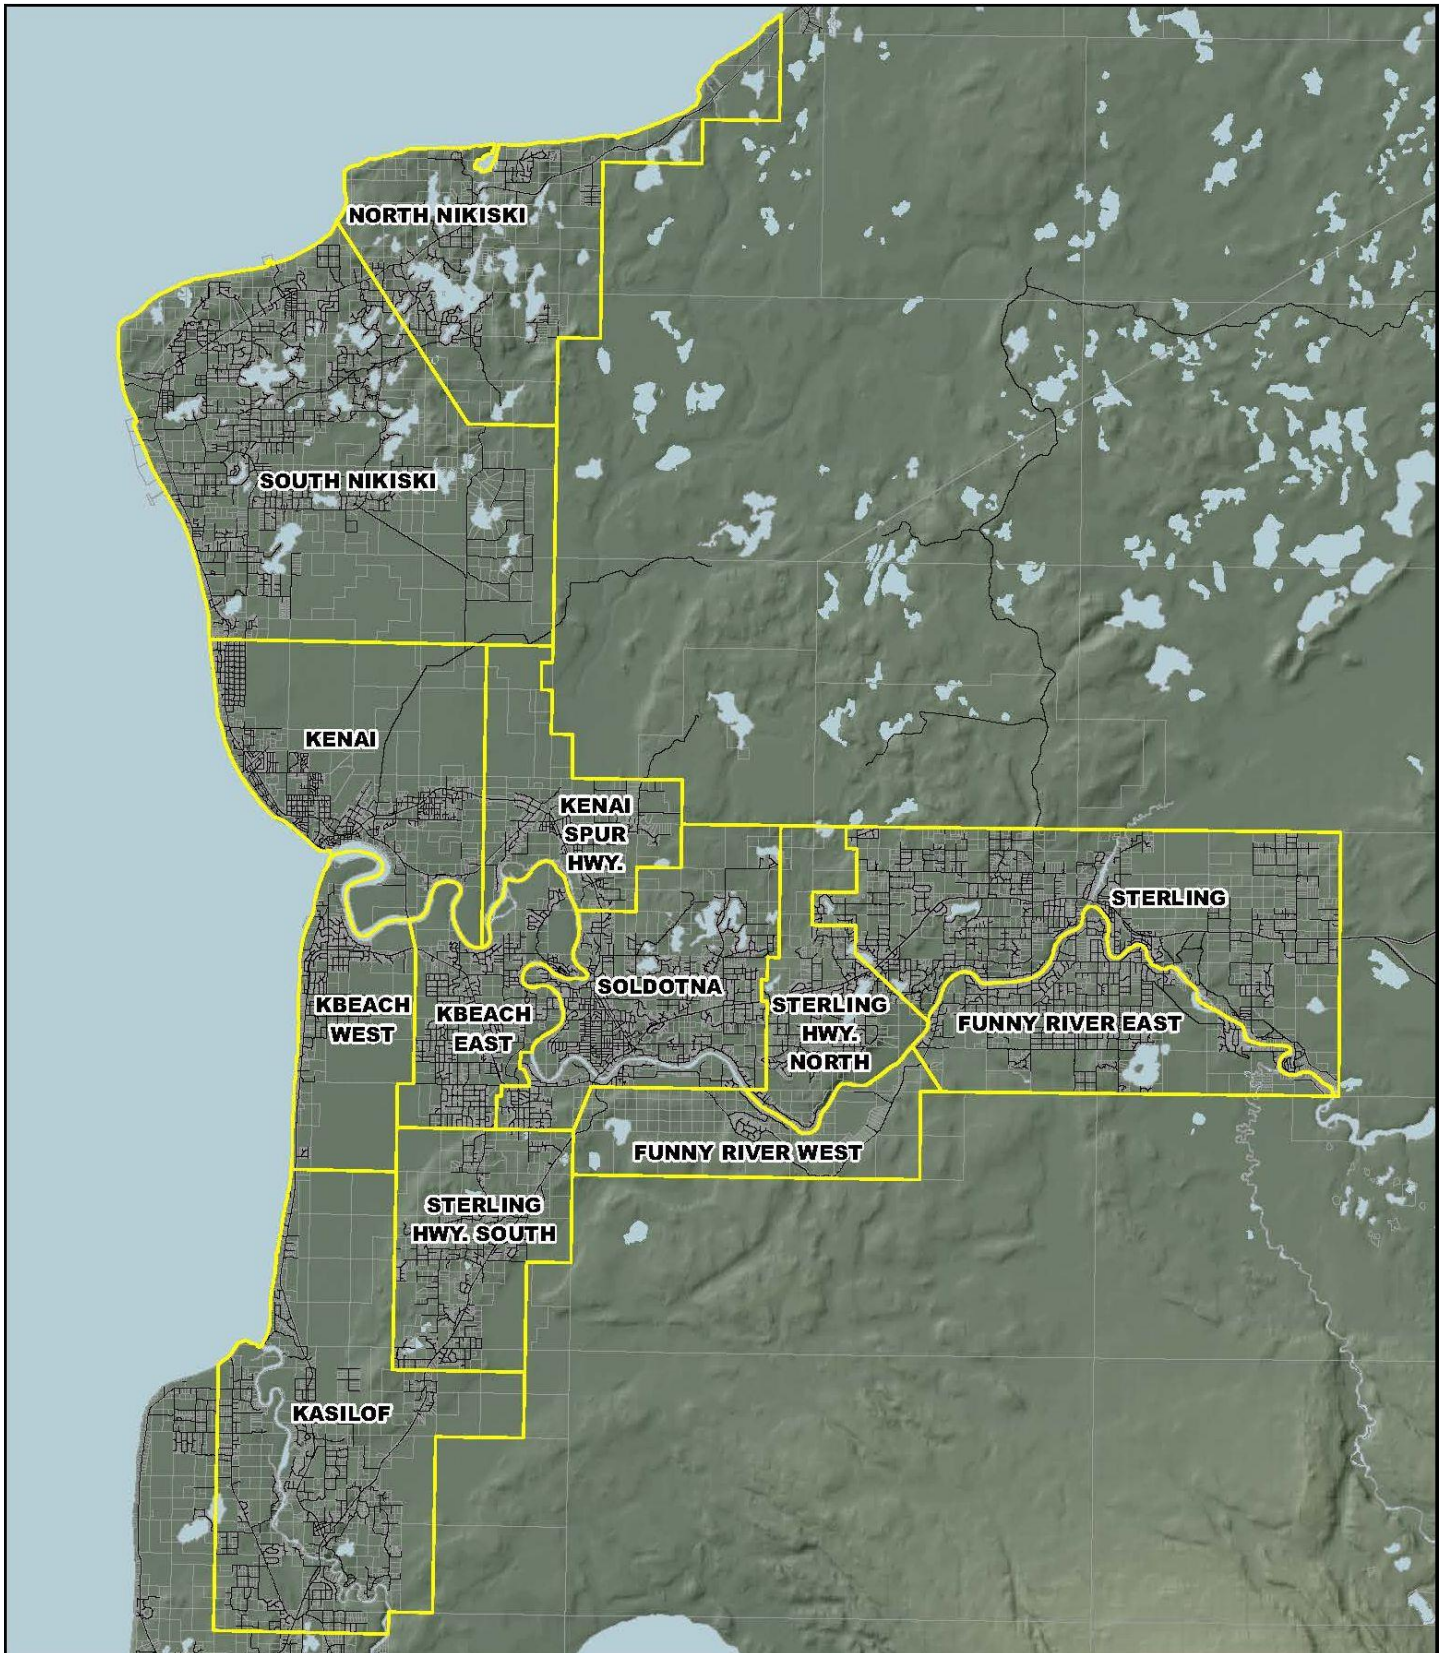 NORTH NIKISKI
SOUTH NIKISKI
KENAI
KENAI
SPUR
HWY.
STERLING
SOLDOTNA
KBEACH
WEST
KBEACH
EAST
STERLING
HWY.
NORTH
FUNNY RIVER EAST
FUNNY RIVER WEST
STERLING
HWY. SOUTH
KASILOF